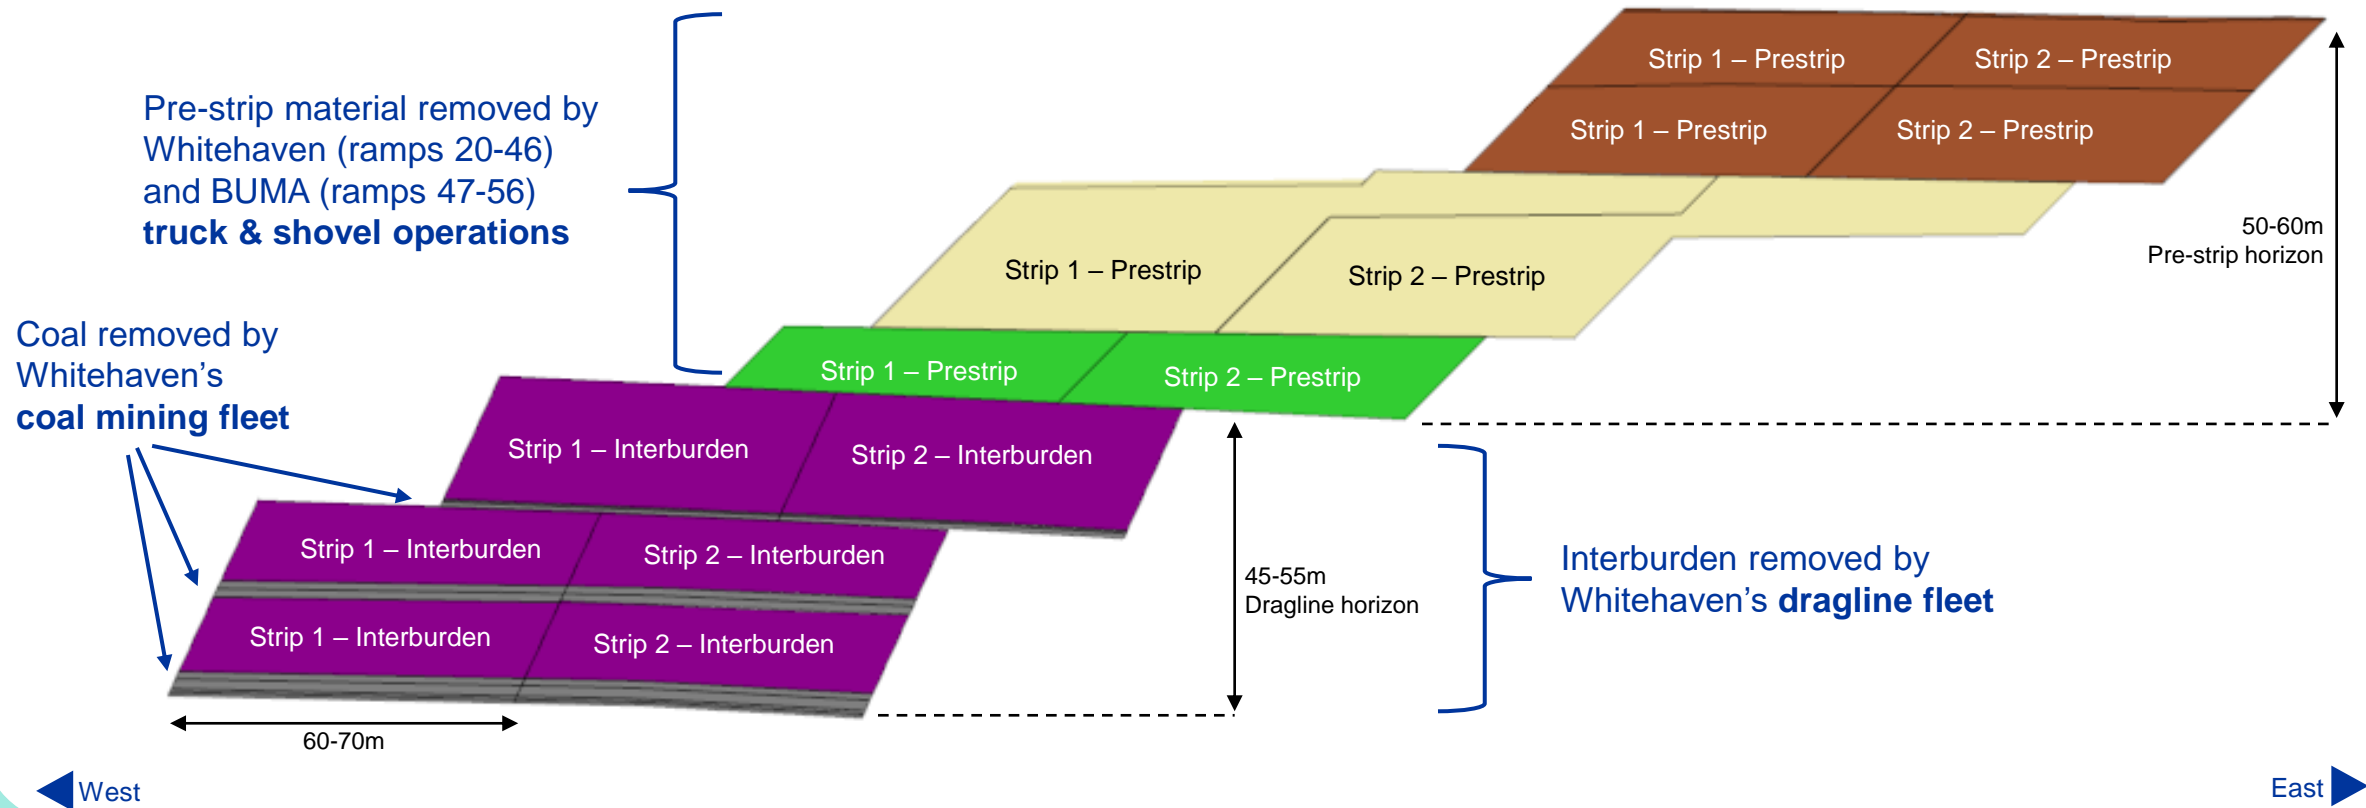 Pre-strip material removed by
Whitehaven (ramps 20-46)
and BUMA (ramps 47-56)
truck & shovel operations
Strip 1 – Prestrip
Strip 2 – Prestrip
Strip 1 – Prestrip
Strip 2 – Prestrip
50-60m
Pre-strip horizon
Strip 1 – Prestrip
Strip 2 – Prestrip
Coal removed by
Whitehaven’s
coal mining fleet
Strip 1 – Prestrip
Strip 2 – Prestrip
Strip 1 – Interburden
Strip 2 – Interburden
Strip 1 – Interburden
Strip 2 – Interburden
Strip 1 – Interburden
Strip 2 – Interburden
45-55m
Dragline horizon
Interburden removed by
Whitehaven’s dragline fleet
60-70m
West
East